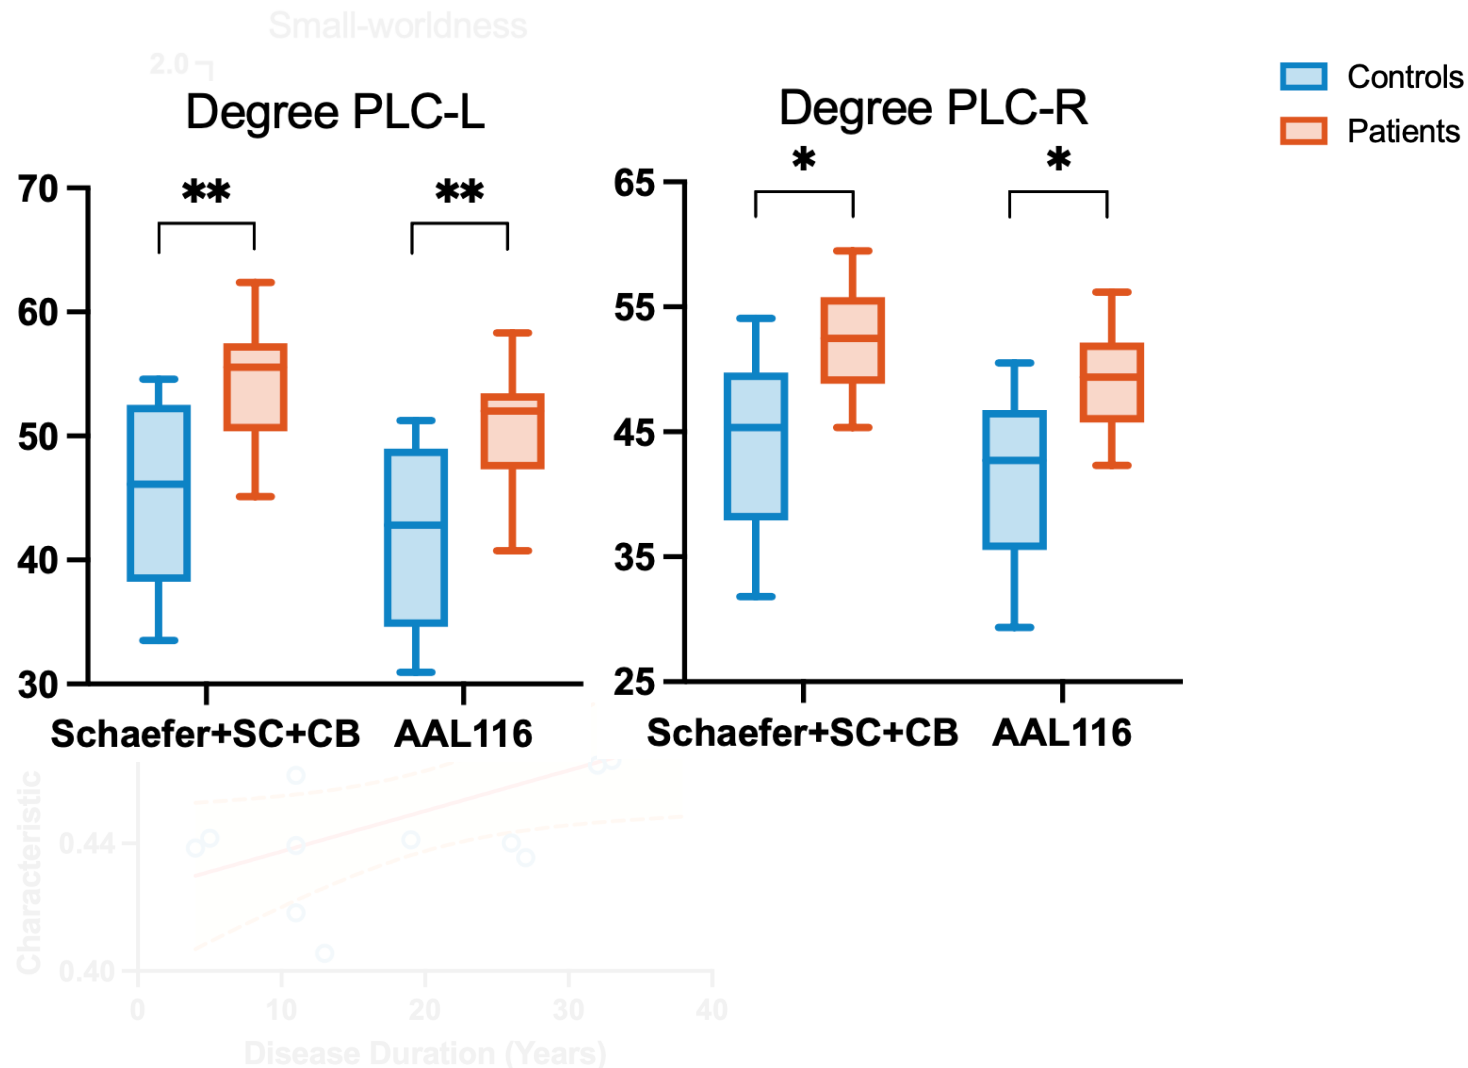 Small-worldness
2.0
Controls
Patients
Degree PLC-L
** **
70
60
50
40
30
Schaefer+SC+CB AAL116
Degree PLC-R
* *
65
55
45
35
25
Schaefer+SC+CB AAL116
Characteristic
0.44
0.40
0 10 20 30 40
Disease Duration (Years)